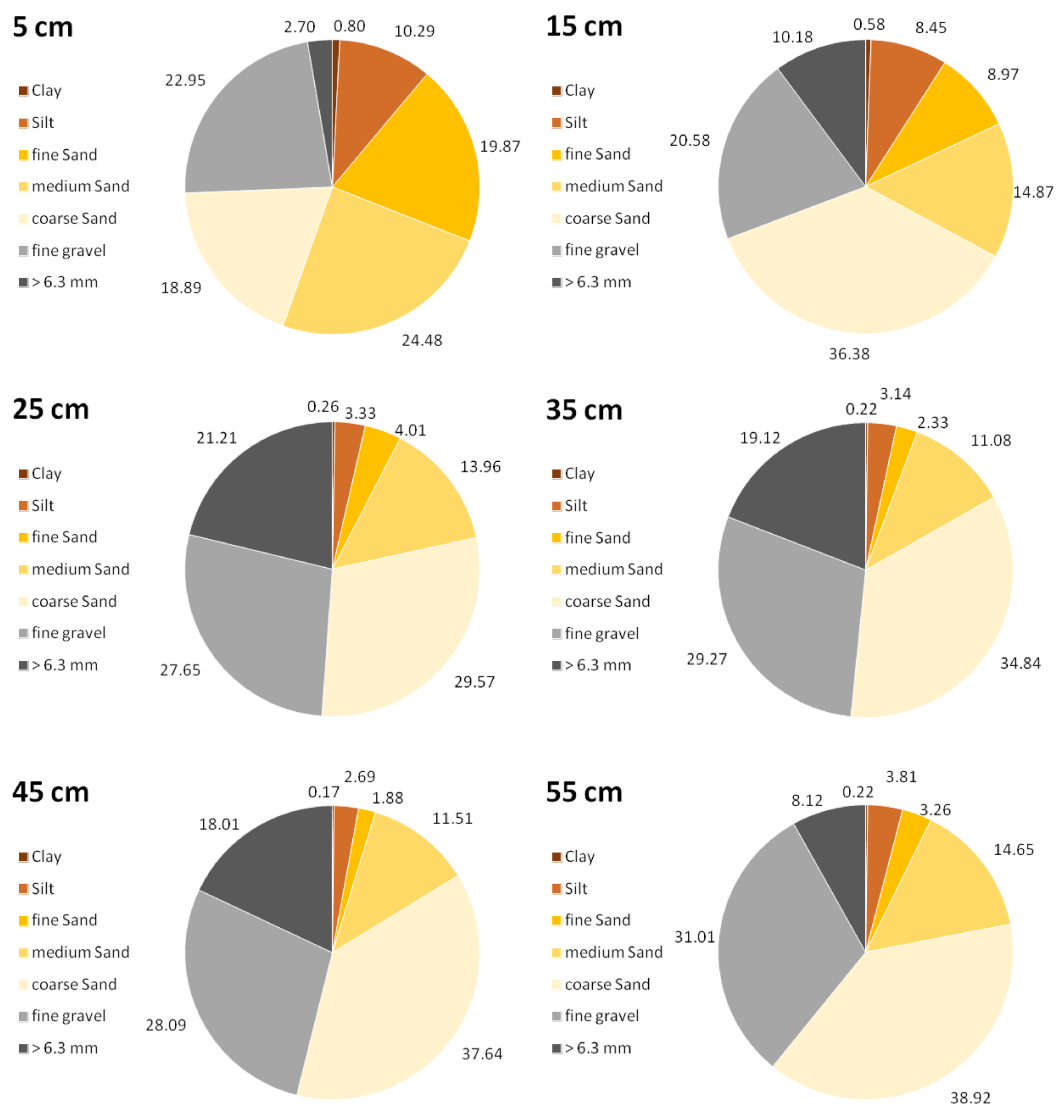 5 cm
2.70
0.80
10.29
22.95
19.87
18.89
24.48
Clay
Silt
fine Sand
medium Sand
coarse Sand
fine gravel
> 6.3 mm
15 cm
0.58
8.45
10.18
8.97
20.58
14.87
36.38
Clay
Silt
fine Sand
medium Sand
coarse Sand
fine gravel
> 6.3 mm
25 cm
0.26
3.33
4.01
21.21
13.96
27.65
29.57
Clay
Silt
fine Sand
medium Sand
coarse Sand
fine gravel
> 6.3 mm
35 cm
3.14
0.22
2.33
19.12
11.08
29.27
34.84
Clay
Silt
fine Sand
medium Sand
coarse Sand
fine gravel
> 6.3 mm
45 cm
2.69
0.17
1.88
18.01
11.51
28.09
37.64
Clay
Silt
fine Sand
medium Sand
coarse Sand
fine gravel
> 6.3 mm
55 cm
3.81
0.22
8.12
3.26
14.65
31.01
38.92
Clay
Silt
fine Sand
medium Sand
coarse Sand
fine gravel
> 6.3 mm